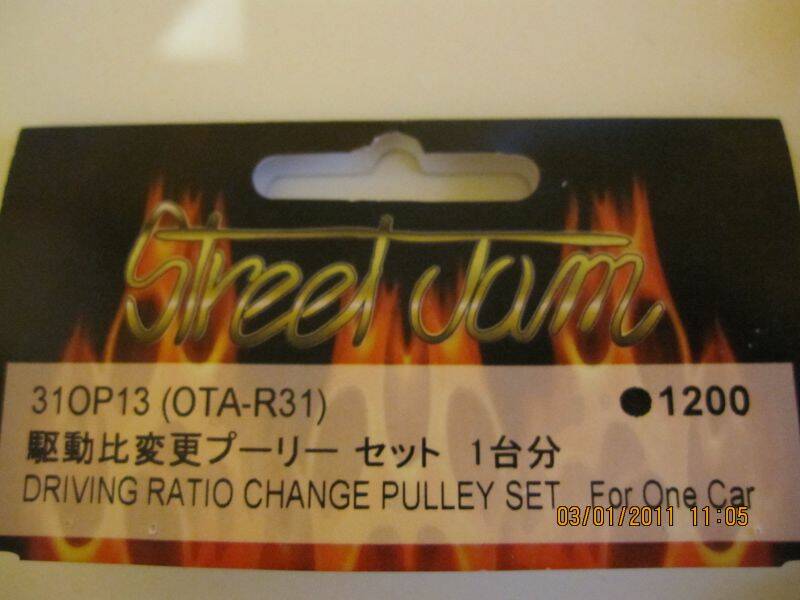 Street Jam
31OP13 (OTA-R31) ●1200
駆動比変更プーリー セット 1台分
DRIVING RATIO CHANGE PULLEY SET For One Car
03/01/2011 11:05